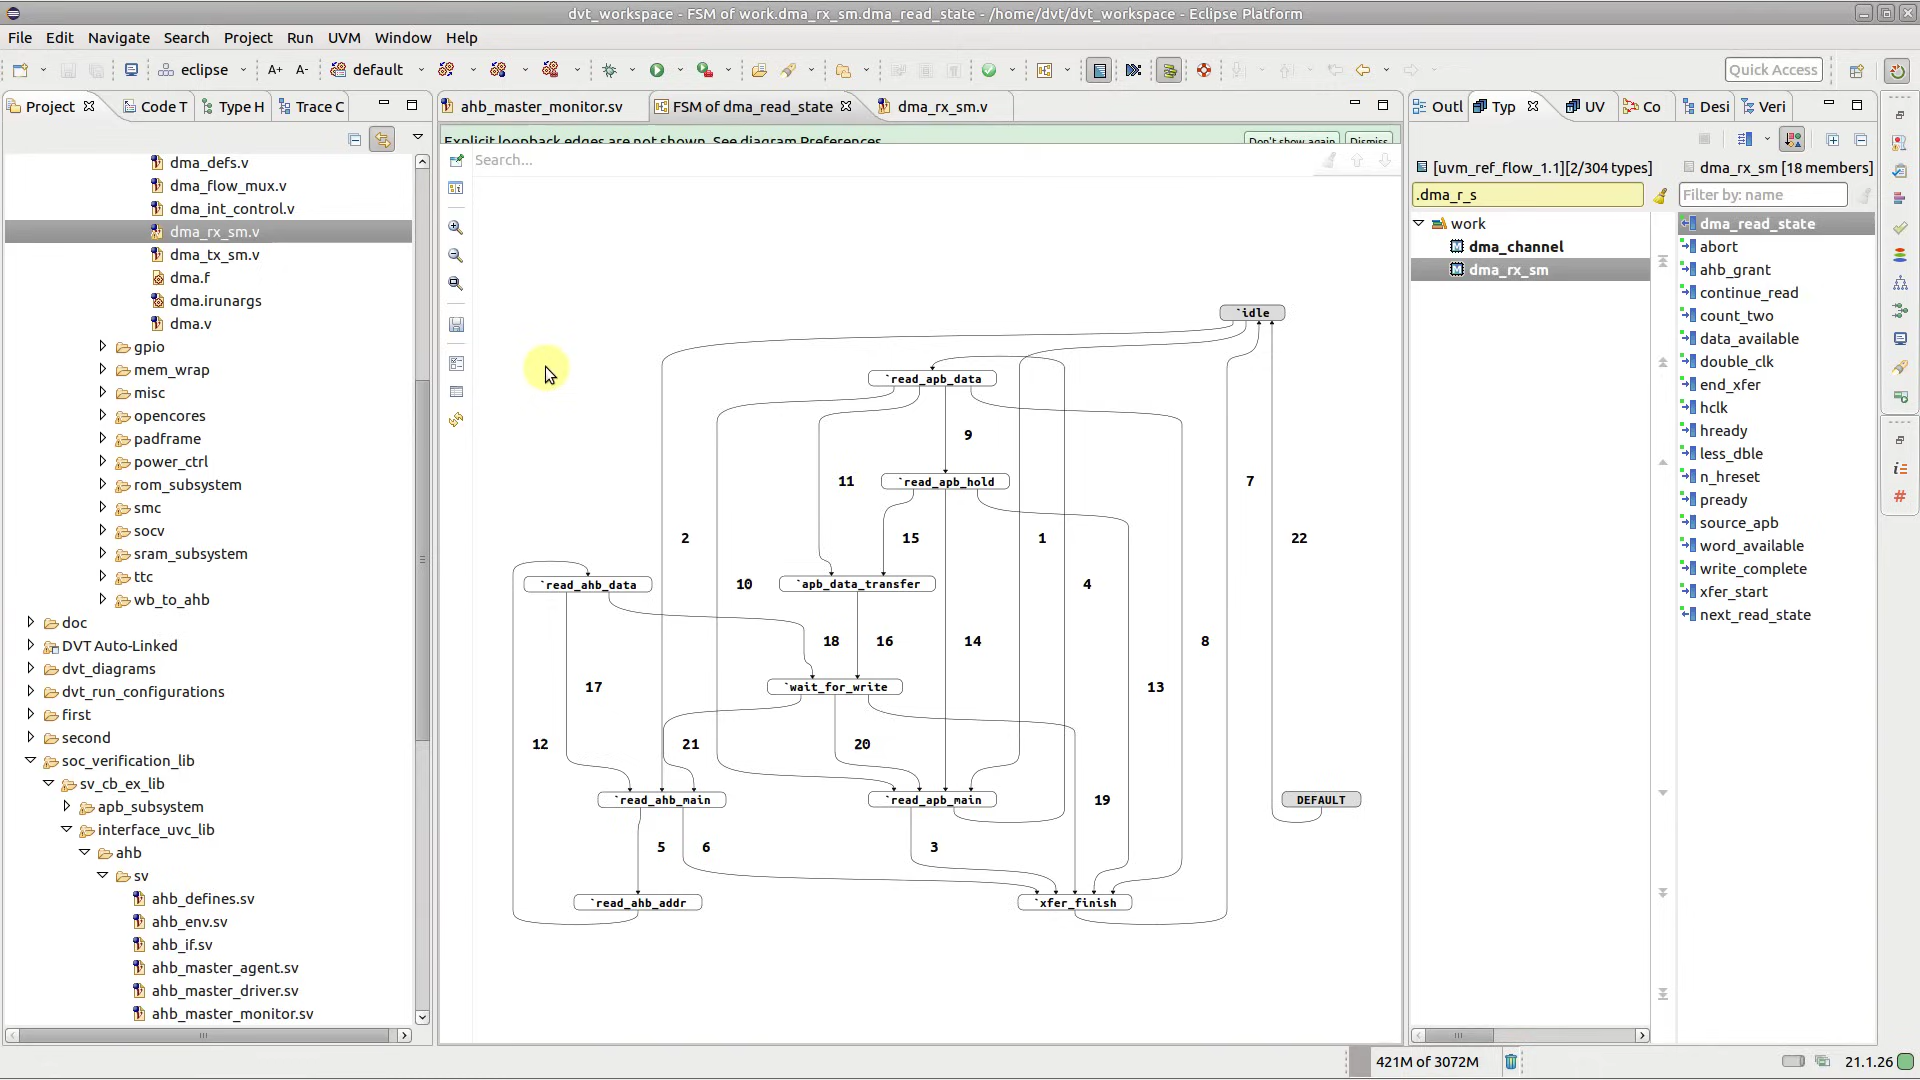 dvt_workspace - FSM of work.dma_rx_sm.dma_read_state - /home/dvt/dvt_workspace - Eclipse Platform
File Edit Navigate Search Project Run UVM Window Help
eclipse A+ A- default Quick Access
Project Code T Type H Trace C
ahb_master_monitor.sv FSM of dma_read_state dma_rx_sm.v
Outl Typ UV Co Desi Veri
dma_defs.v
dma_flow_mux.v
dma_int_control.v
dma_rx_sm.v
dma_tx_sm.v
dma.f
dma.irunargs
dma.v
gpio
mem_wrap
misc
opencores
padframe
power_ctrl
rom_subsystem
smc
socv
sram_subsystem
ttc
wb_to_ahb
doc
DVT Auto-Linked
dvt_diagrams
dvt_run_configurations
first
second
soc_verification_lib
sv_cb_ex_lib
apb_subsystem
interface_uvc_lib
ahb
sv
ahb_defines.sv
ahb_env.sv
ahb_if.sv
ahb_master_agent.sv
ahb_master_driver.sv
ahb_master_monitor.sv
Explicit loopback edges are not shown. See diagram Preferences Don't show again Dismiss
Search...
`idle
`read_apb_data
9
11
`read_apb_hold
7
2
15
1
22
`read_ahb_data
10
`apb_data_transfer
4
18
16
14
8
17
`wait_for_write
13
12
21
20
`read_ahb_main
`read_apb_main
19
DEFAULT
5
6
3
`read_ahb_addr
`xfer_finish
[uvm_ref_flow_1.1][2/304 types]
.dma_r_s
work
dma_channel
dma_rx_sm
dma_rx_sm [18 members]
Filter by: name
dma_read_state
abort
ahb_grant
continue_read
count_two
data_available
double_clk
end_xfer
hclk
hready
less_dble
n_hreset
pready
source_apb
word_available
write_complete
xfer_start
next_read_state
421M of 3072M
21.1.26